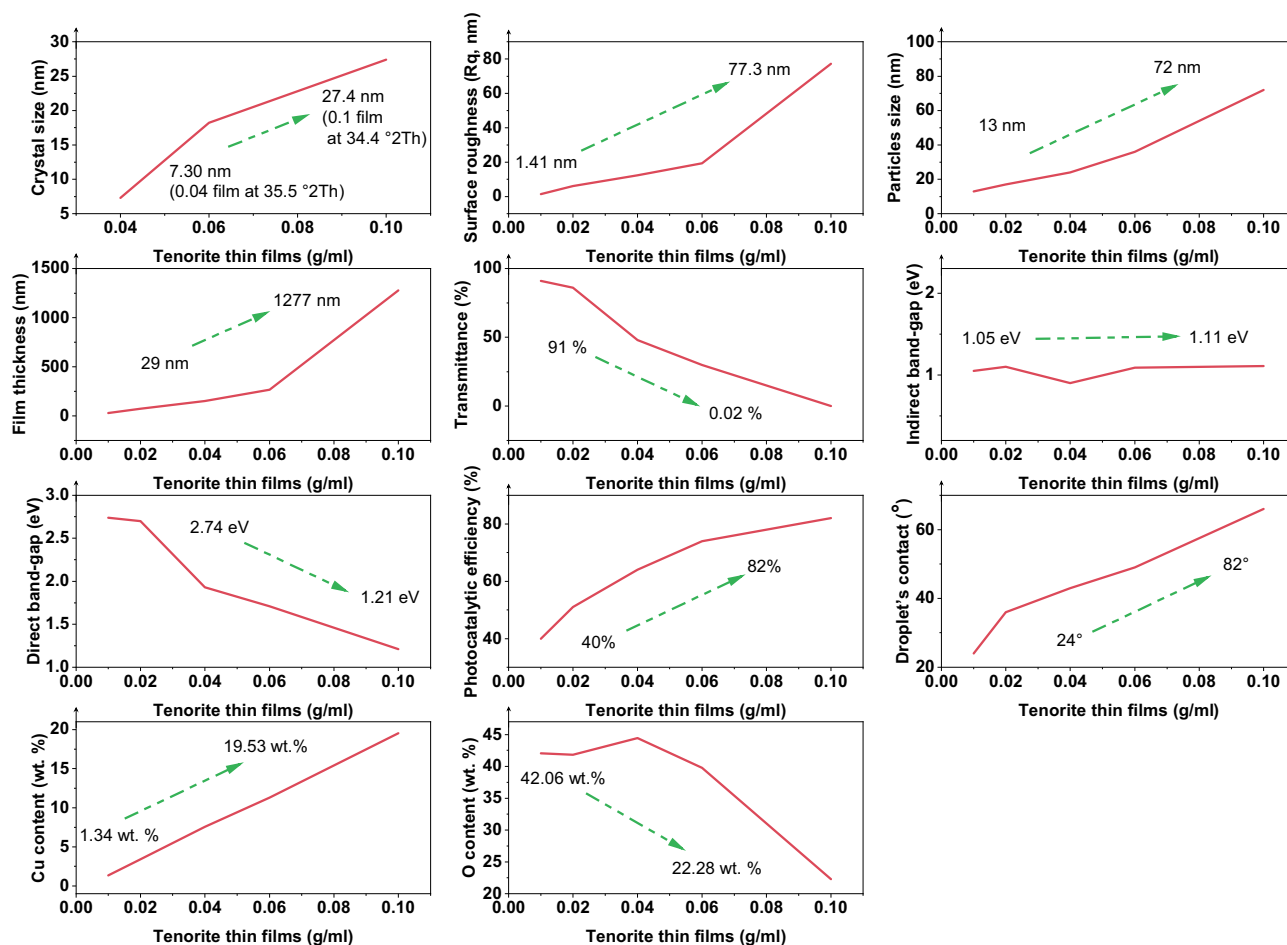 Crystal size (nm)
30
25
20
15
10
5
27.4 nm
(0.1 film
at 34.4 °2Th)
7.30 nm
(0.04 film at 35.5 °2Th)
0.04 0.06 0.08 0.10
Tenorite thin films (g/ml)
Surface roughness (Rq, nm)
80
60
40
20
0
77.3 nm
1.41 nm
0.00 0.02 0.04 0.06 0.08 0.10
Tenorite thin films (g/ml)
Particles size (nm)
100
80
60
40
20
0
72 nm
13 nm
0.00 0.02 0.04 0.06 0.08 0.10
Tenorite thin films (g/ml)
Film thickness (nm)
1500
1000
500
0
1277 nm
29 nm
0.00 0.02 0.04 0.06 0.08 0.10
Tenorite thin films (g/ml)
Transmittance (%)
100
50
0
91 %
0.02 %
0.00 0.02 0.04 0.06 0.08 0.10
Tenorite thin films (g/ml)
Indirect band-gap (eV)
2
1
0
1.05 eV
1.11 eV
0.00 0.02 0.04 0.06 0.08 0.10
Tenorite thin films (g/ml)
Direct band-gap (eV)
3.0
2.5
2.0
1.5
1.0
2.74 eV
1.21 eV
0.00 0.02 0.04 0.06 0.08 0.10
Tenorite thin films (g/ml)
Photocatalytic efficiency (%)
80
60
40
82%
40%
0.00 0.02 0.04 0.06 0.08 0.10
Tenorite thin films (g/ml)
Droplet's contact (°)
60
40
20
82°
24°
0.00 0.02 0.04 0.06 0.08 0.10
Tenorite thin films (g/ml)
Cu content (wt. %)
20
15
10
5
0
19.53 wt.%
1.34 wt. %
0.00 0.02 0.04 0.06 0.08 0.10
Tenorite thin films (g/ml)
O content (wt. %)
45
40
35
30
25
20
42.06 wt.%
22.28 wt. %
0.00 0.02 0.04 0.06 0.08 0.10
Tenorite thin films (g/ml)